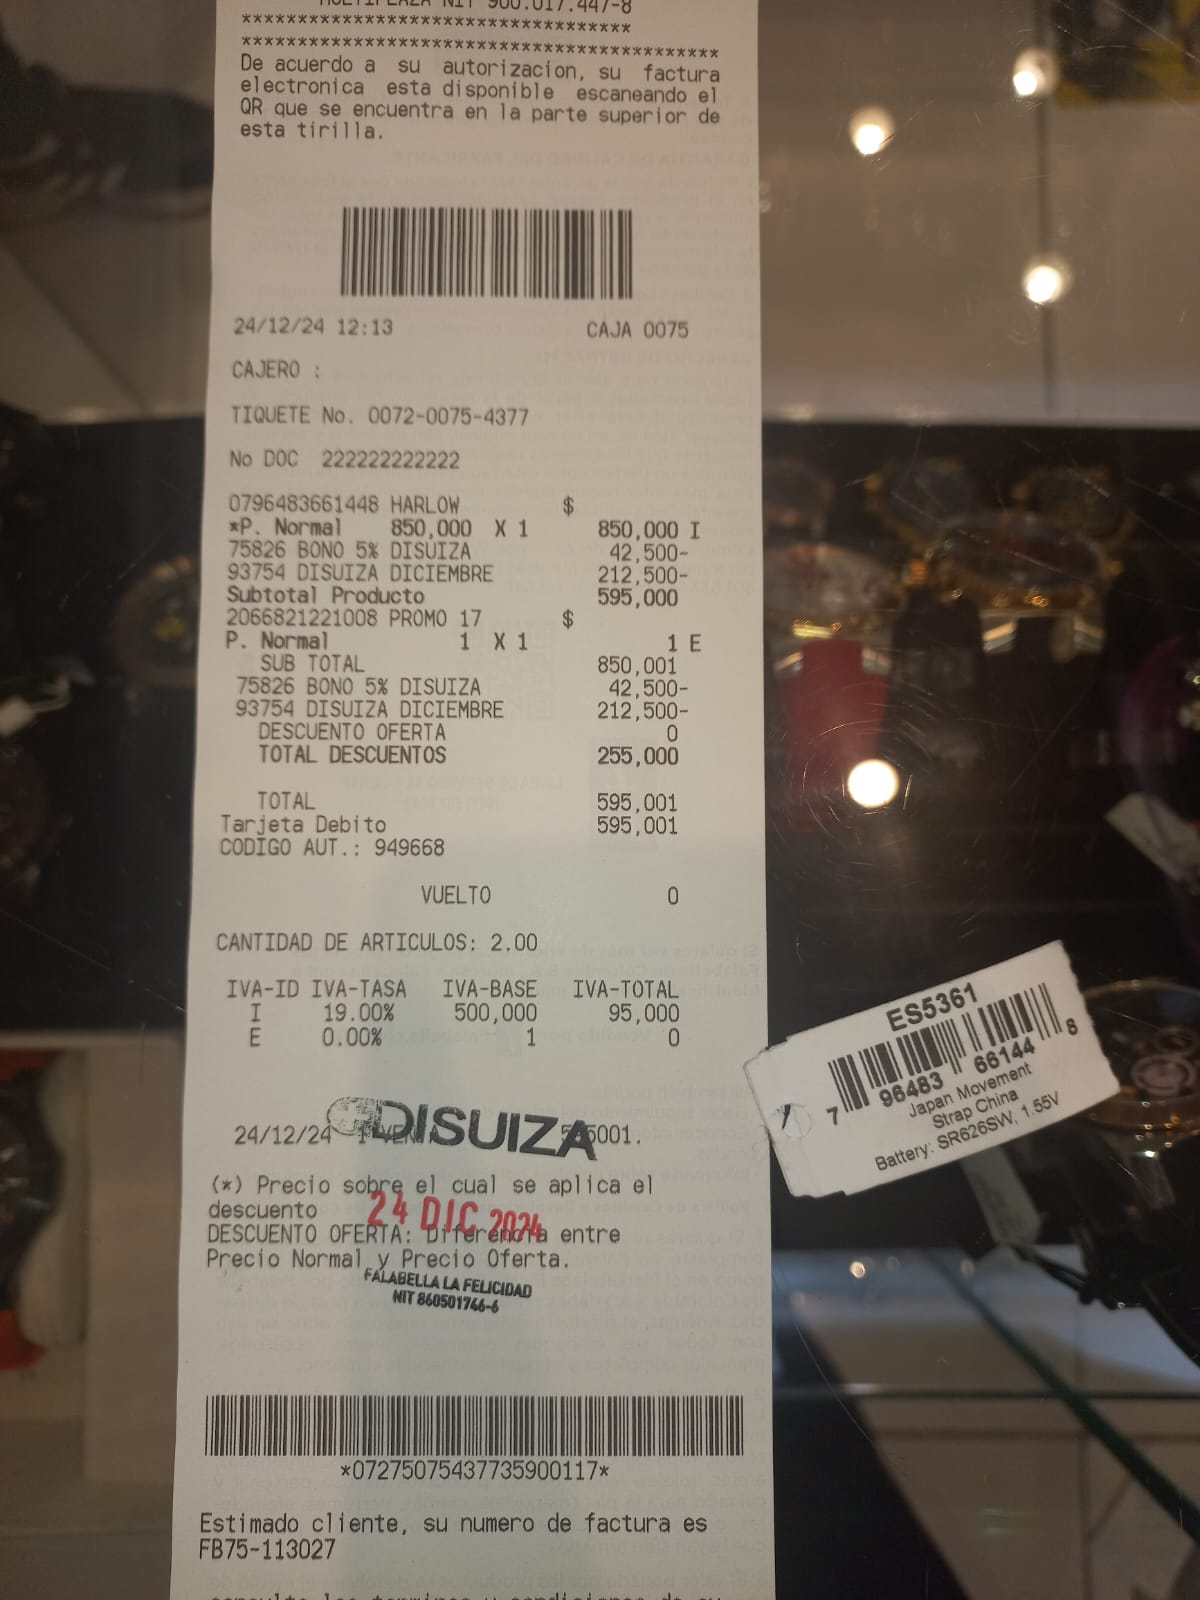 MULTIPLAZA NIT 900.017.447-8
***********************************
*******************************************
De acuerdo a su autorizacion, su factura
electronica esta disponible escaneando el
QR que se encuentra en la parte superior de
esta tirilla.
24/12/24 12:13 CAJA 0075
CAJERO :
TIQUETE No. 0072-0075-4377
No DOC 222222222222
0796483661448 HARLOW $
*P. Normal 850,000 X 1 850,000 I
75826 BONO 5% DISUIZA 42,500-
93754 DISUIZA DICIEMBRE 212,500-
Subtotal Producto 595,000
2066821221008 PROMO 17 $
P. Normal 1 X 1 1 E
SUB TOTAL 850,001
75826 BONO 5% DISUIZA 42,500-
93754 DISUIZA DICIEMBRE 212,500-
DESCUENTO OFERTA 0
TOTAL DESCUENTOS 255,000
TOTAL 595,001
Tarjeta Debito 595,001
CODIGO AUT.: 949668
VUELTO 0
CANTIDAD DE ARTICULOS: 2.00
IVA-ID IVA-TASA IVA-BASE IVA-TOTAL
I 19.00% 500,000 95,000
E 0.00% 1 0
DISUIZA
24/12/24
(*) Precio sobre el cual se aplica el
descuento
24 DIC 2024
DESCUENTO OFERTA: Diferencia entre
Precio Normal y Precio Oferta.
FALABELLA LA FELICIDAD
NIT 860501746-6
*07275075437735900117*
Estimado cliente, su numero de factura es
FB75-113027
ES5361
7 96483 66144 8
Japan Movement
Strap China
Battery: SR626SW, 1.55V